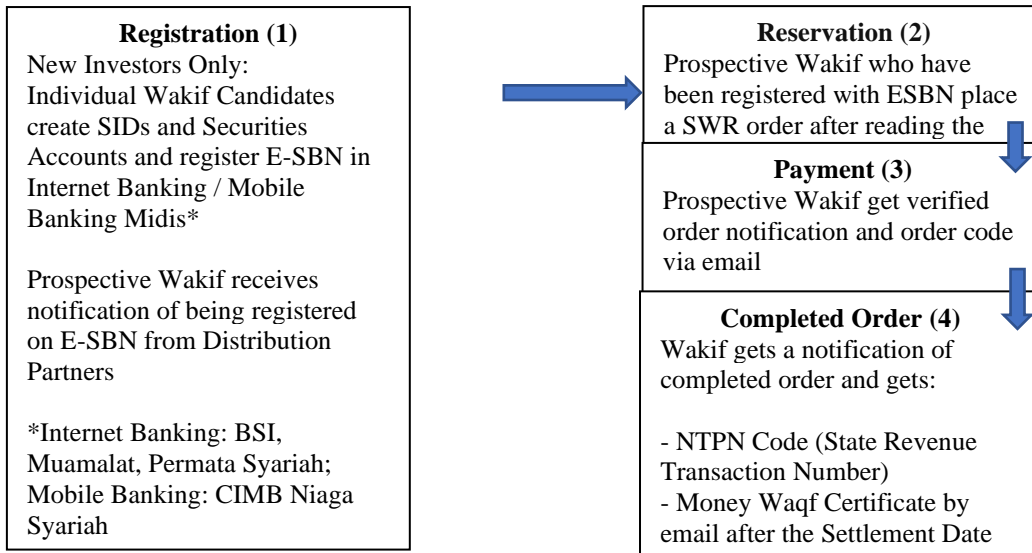 Registration (1)
New Investors Only:
Individual Wakif Candidates
create SIDs and Securities
Accounts and register E-SBN in
Internet Banking / Mobile
Banking Midis*
Prospective Wakif receives
notification of being registered
on E-SBN from Distribution
Partners
*Internet Banking: BSI,
Muamalat, Permata Syariah;
Mobile Banking: CIMB Niaga
Syariah
Reservation (2)
Prospective Wakif who have
been registered with ESBN place
a SWR order after reading the
Payment (3)
Prospective Wakif get verified
order notification and order code
via email
Completed Order (4)
Wakif gets a notification of
completed order and gets:
- NTPN Code (State Revenue
Transaction Number)
- Money Waqf Certificate by
email after the Settlement Date